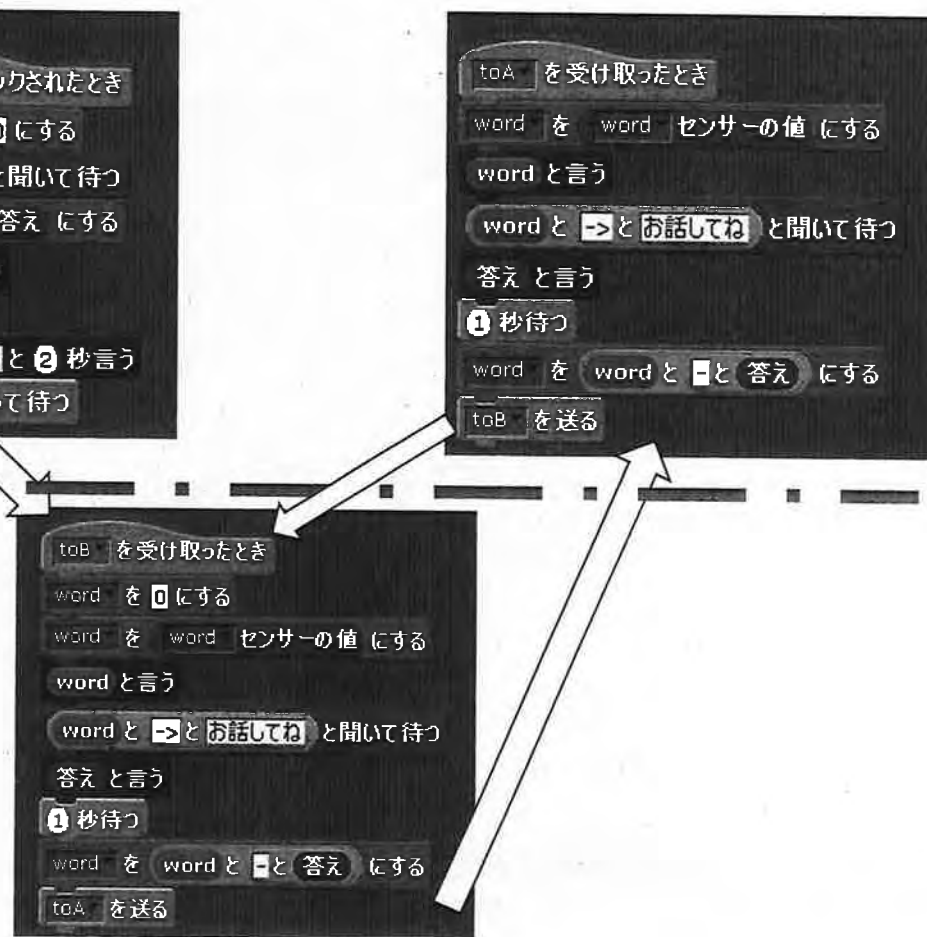 クされたとき
にする
と聞いて待つ
答え にする
と 2 秒言う
て待つ
toA を受け取ったとき
word を word センサーの値 にする
word と言う
word と -> と お話してね と聞いて待つ
答え と言う
1 秒待つ
word を word と - と 答え にする
toB を送る
toB を受け取ったとき
word を 0 にする
word を word センサーの値 にする
word と言う
word と -> と お話してね と聞いて待つ
答え と言う
1 秒待つ
word を word と - と 答え にする
toA を送る